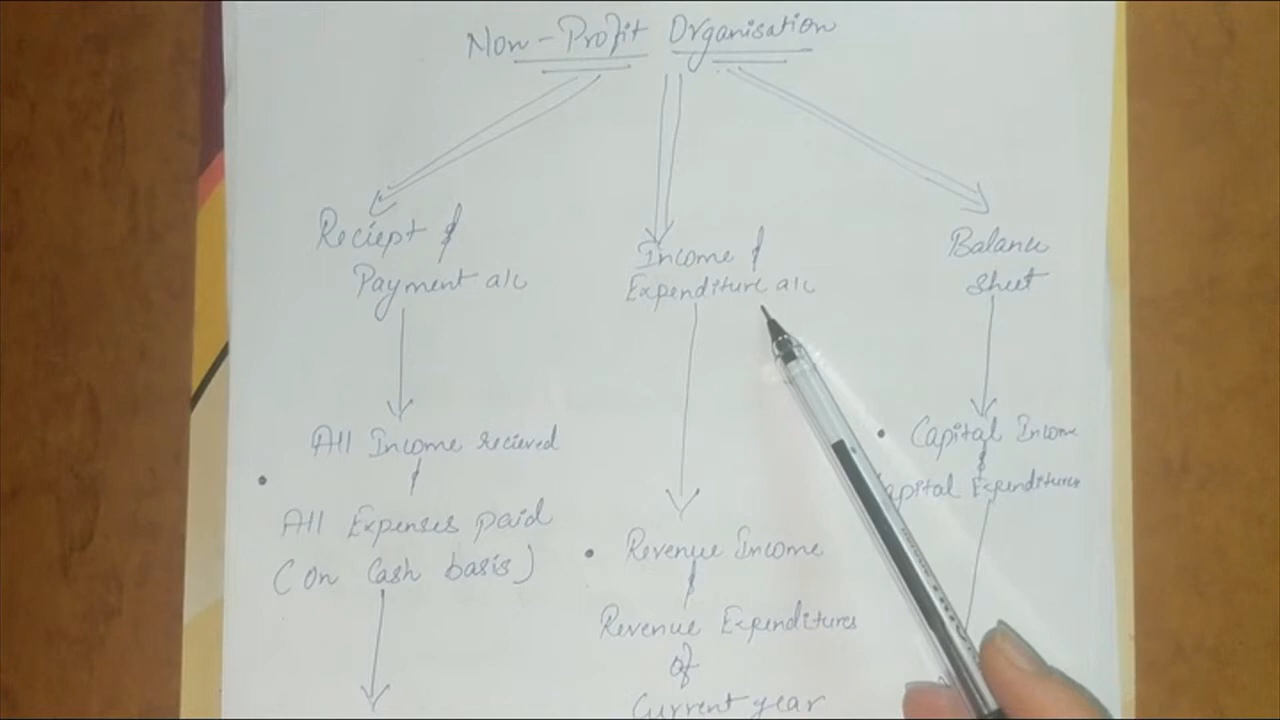 Non-Profit Organisation
Reciept &
Payment a/c
All Income recieved
&
All Expenses paid
(On Cash basis)
Income &
Expenditure a/c
Revenue Income
&
Revenue Expenditures
of
Current year
Balance
Sheet
Capital Income
&
Capital Expenditures